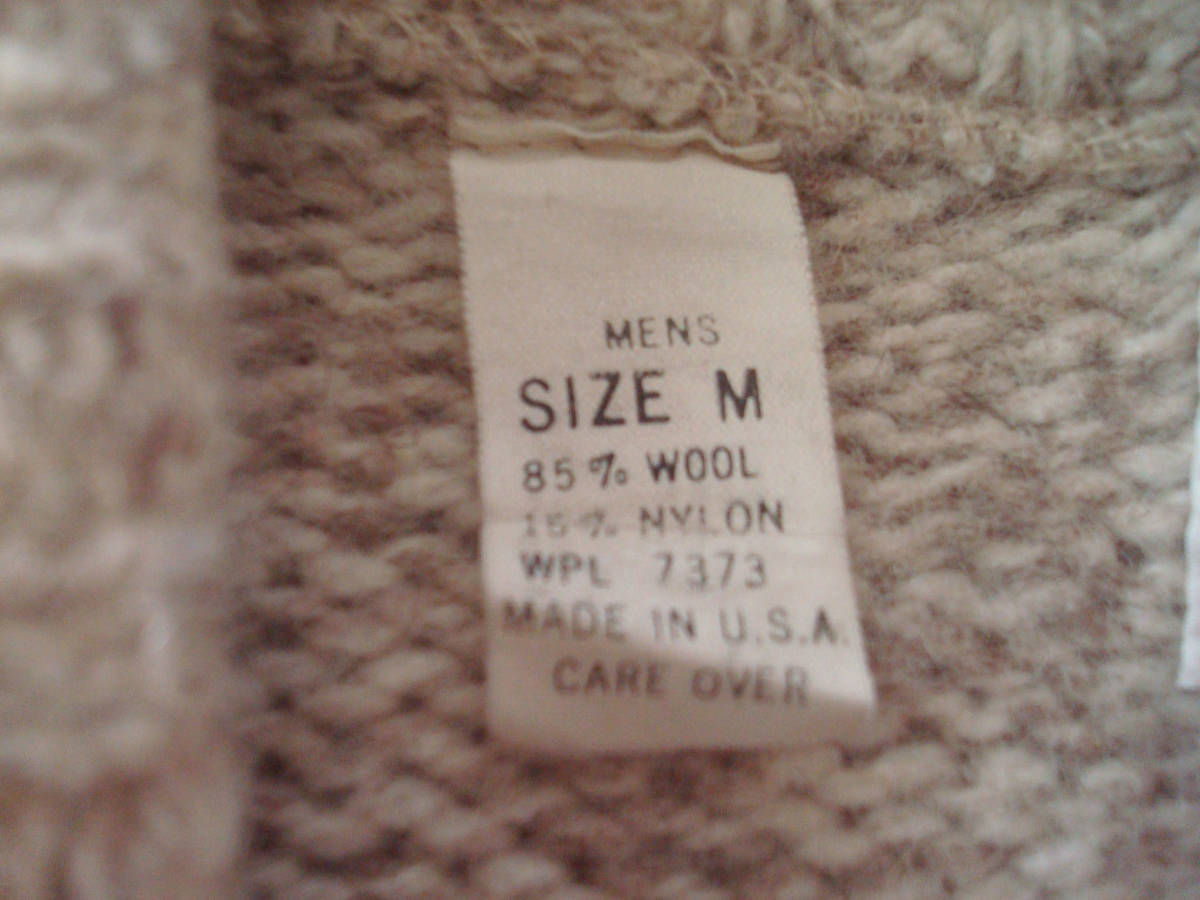 MENS
SIZE M
85% WOOL
15% NYLON
WPL 7373
MADE IN U.S.A.
CARE OVER